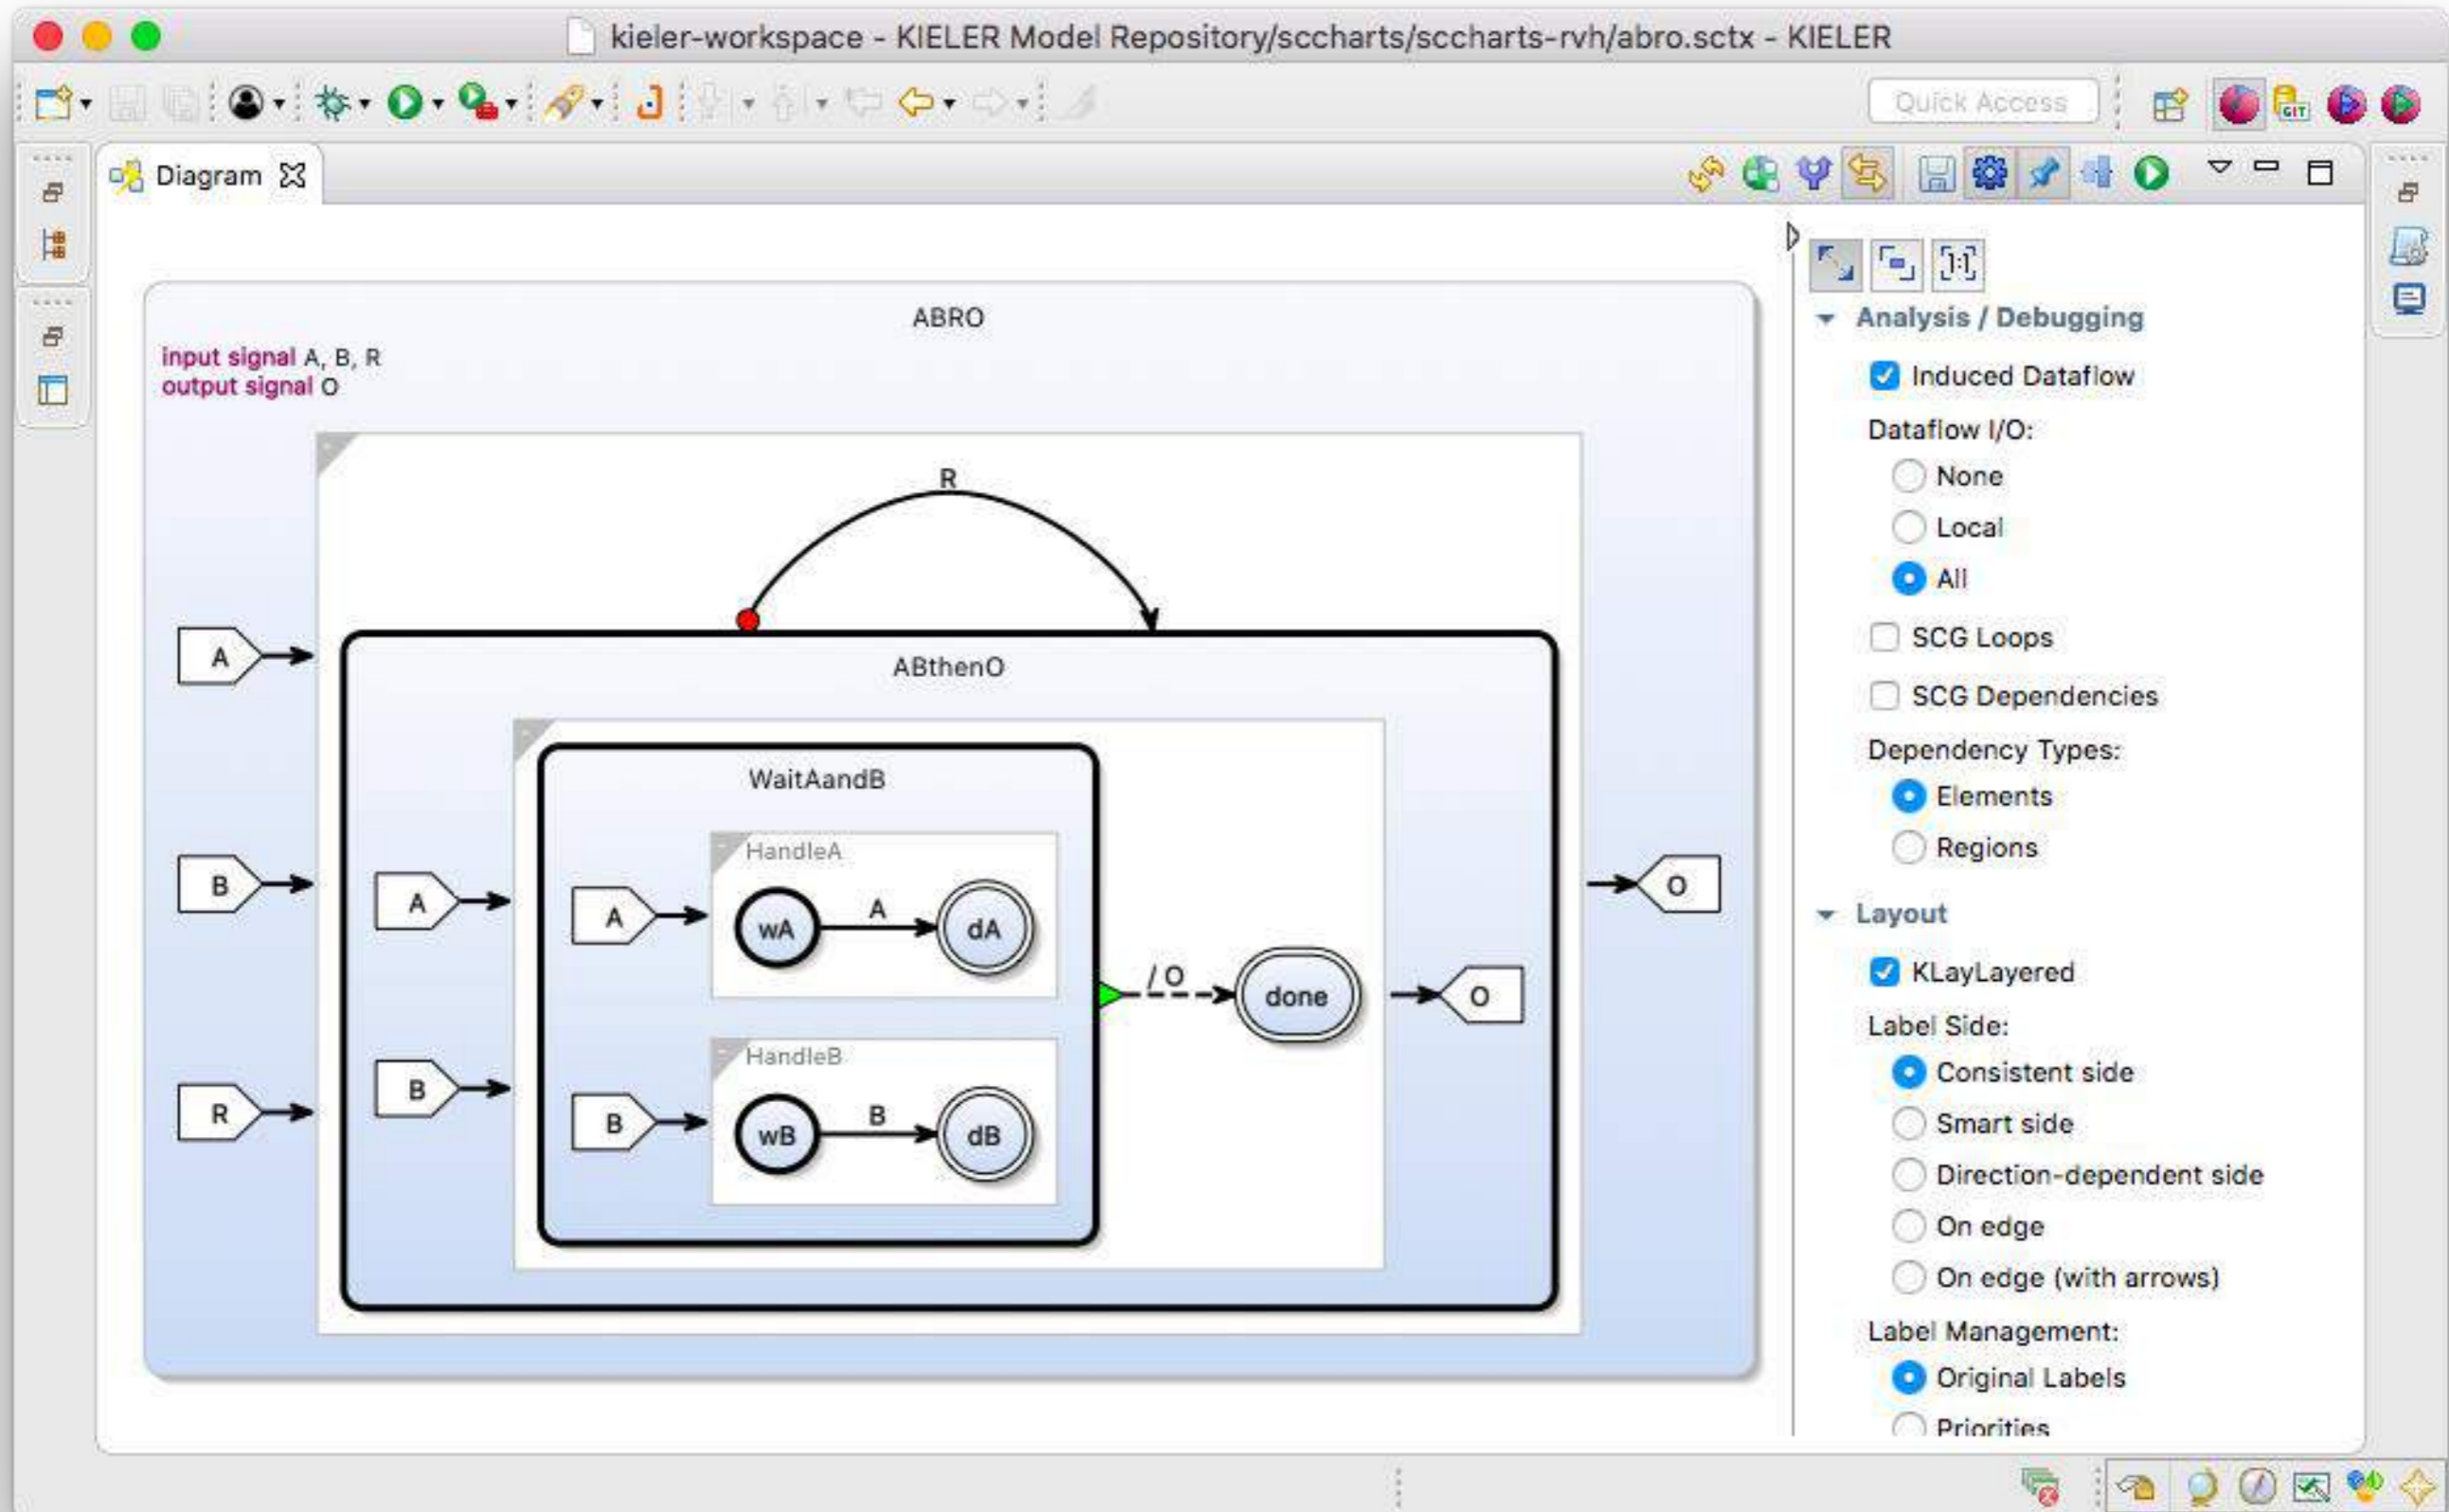 kieler-workspace - KIELER Model Repository/sccharts/sccharts-rvh/abro.sctx - KIELER
Quick Access
GIT
Diagram
1:1
ABRO
input signal A, B, R
output signal O
R
A
ABthenO
WaitAandB
HandleA
B
O
A
A
wA
A
dA
/ O
done
O
HandleB
B
B
wB
B
dB
R
Analysis / Debugging
Induced Dataflow
Dataflow I/O:
None
Local
All
SCG Loops
SCG Dependencies
Dependency Types:
Elements
Regions
Layout
KLayLayered
Label Side:
Consistent side
Smart side
Direction-dependent side
On edge
On edge (with arrows)
Label Management:
Original Labels
Priorities